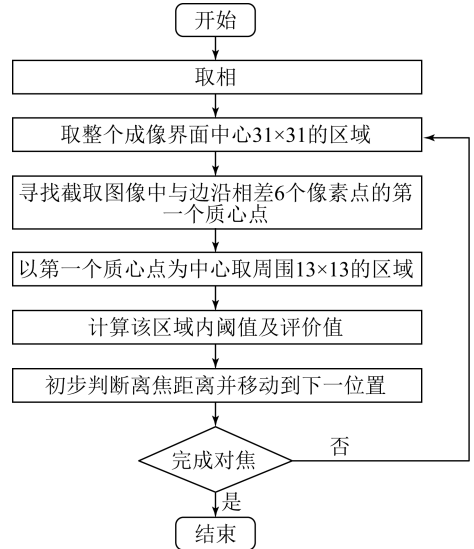 开始
取相
取整个成像界面中心31×31的区域
寻找截取图像中与边沿相差6个像素点的第
一个质心点
以第一个质心点为中心取周围13×13的区域
计算该区域内阈值及评价值
初步判断离焦距离并移动到下一位置
完成对焦
否
是
结束